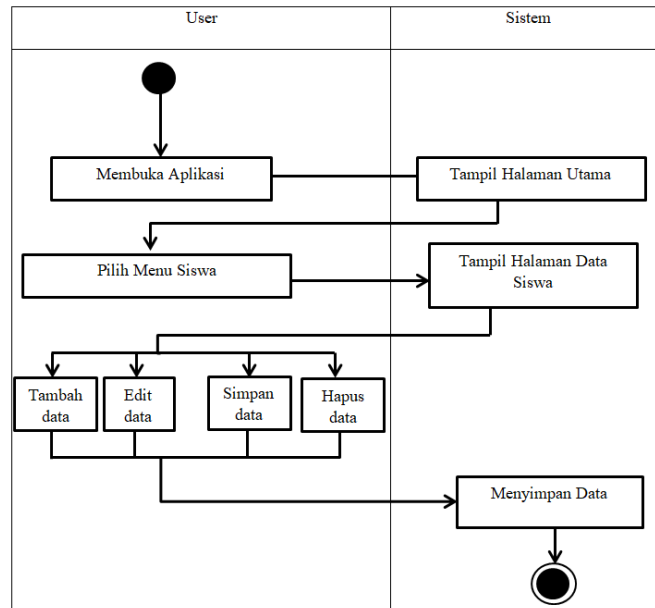 User
Sistem
Membuka Aplikasi
Tampil Halaman Utama
Pilih Menu Siswa
Tampil Halaman Data
Siswa
Tambah
data
Edit
data
Simpan
data
Hapus
data
Menyimpan Data